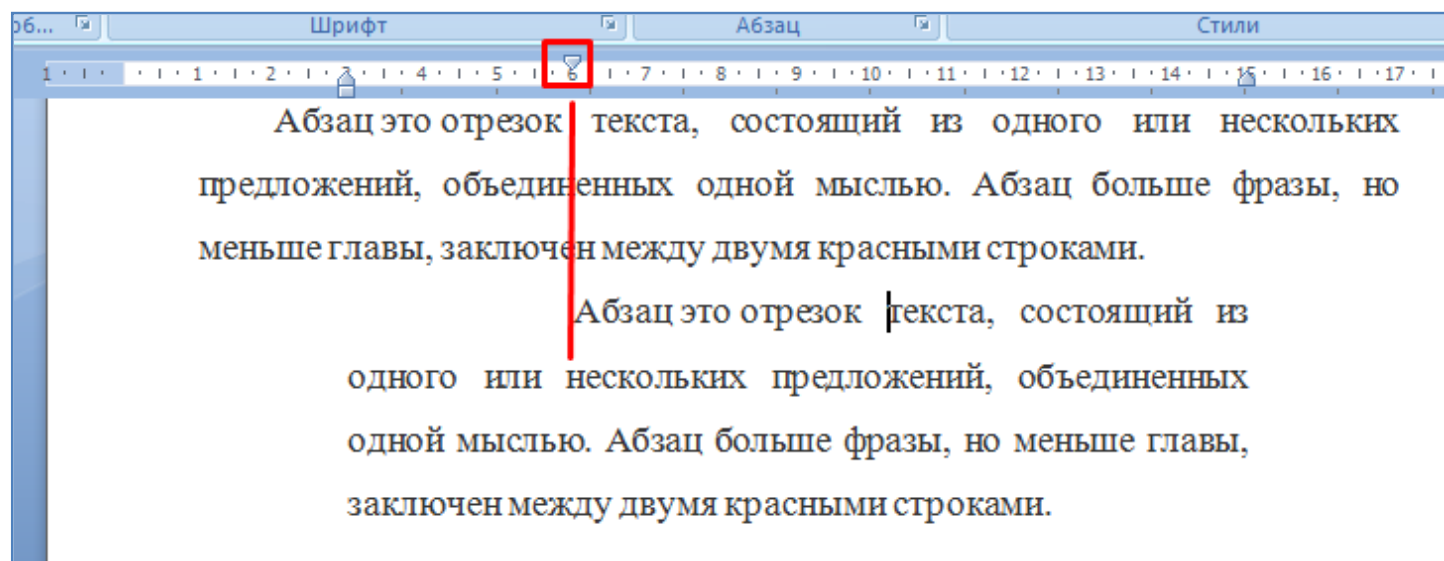 об... Шрифт Абзац Стили
1 1 2 3 4 5 6 7 8 9 10 11 12 13 14 15 16 17
Абзац это отрезок текста, состоящий из одного или нескольких
предложений, объединенных одной мыслью. Абзац больше фразы, но
меньше главы, заключен между двумя красными строками.
Абзац это отрезок текста, состоящий из
одного или нескольких предложений, объединенных
одной мыслью. Абзац больше фразы, но меньше главы,
заключен между двумя красными строками.